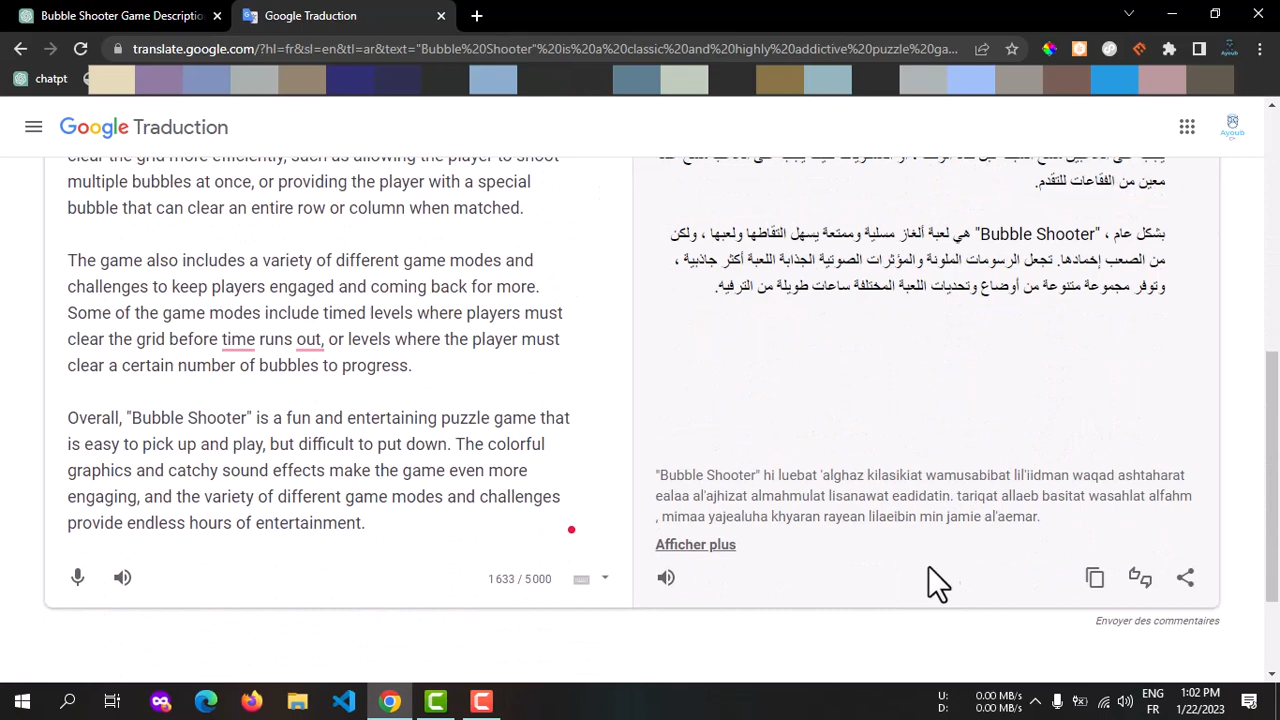 Bubble Shooter Game Descriptio
Google Traduction
translate.google.com/?hl=fr&sl=en&tl=ar&text="Bubble%20Shooter"%20is%20a%20classic%20and%20highly%20addictive%20puzzle%20ga...
chatpt
Google Traduction
Ayoub
clear the grid more efficiently, such as allowing the player to shoot
multiple bubbles at once, or providing the player with a special
bubble that can clear an entire row or column when matched.
The game also includes a variety of different game modes and
challenges to keep players engaged and coming back for more.
Some of the game modes include timed levels where players must
clear the grid before time runs out, or levels where the player must
clear a certain number of bubbles to progress.
Overall, "Bubble Shooter" is a fun and entertaining puzzle game that
is easy to pick up and play, but difficult to put down. The colorful
graphics and catchy sound effects make the game even more
engaging, and the variety of different game modes and challenges
provide endless hours of entertainment.
1 633 / 5 000
معين من الفقاعات للتقدم.
بشكل عام ، "Bubble Shooter" هي لعبة ألغاز مسلية وممتعة يسهل التقاطها ولعبها ، ولكن
من الصعب إخمادها. تجعل الرسومات الملونة والمؤثرات الصوتية الجذابة اللعبة أكثر جاذبية ،
وتوفر مجموعة متنوعة من أوضاع وتحديات اللعبة المختلفة ساعات طويلة من الترفيه.
"Bubble Shooter" hi luebat 'alghaz kilasikiat wamusabibat lil'iidman waqad ashtaharat
ealaa al'ajhizat almahmulat lisanawat eadidatin. tariqat allaeb basitat wasahlat alfahm
, mimaa yajealuha khyaran rayean lilaeibin min jamie al'aemar.
Afficher plus
Envoyer des commentaires
U: 0.00 MB/s
D: 0.00 MB/s
ENG
FR
1:02 PM
1/22/2023